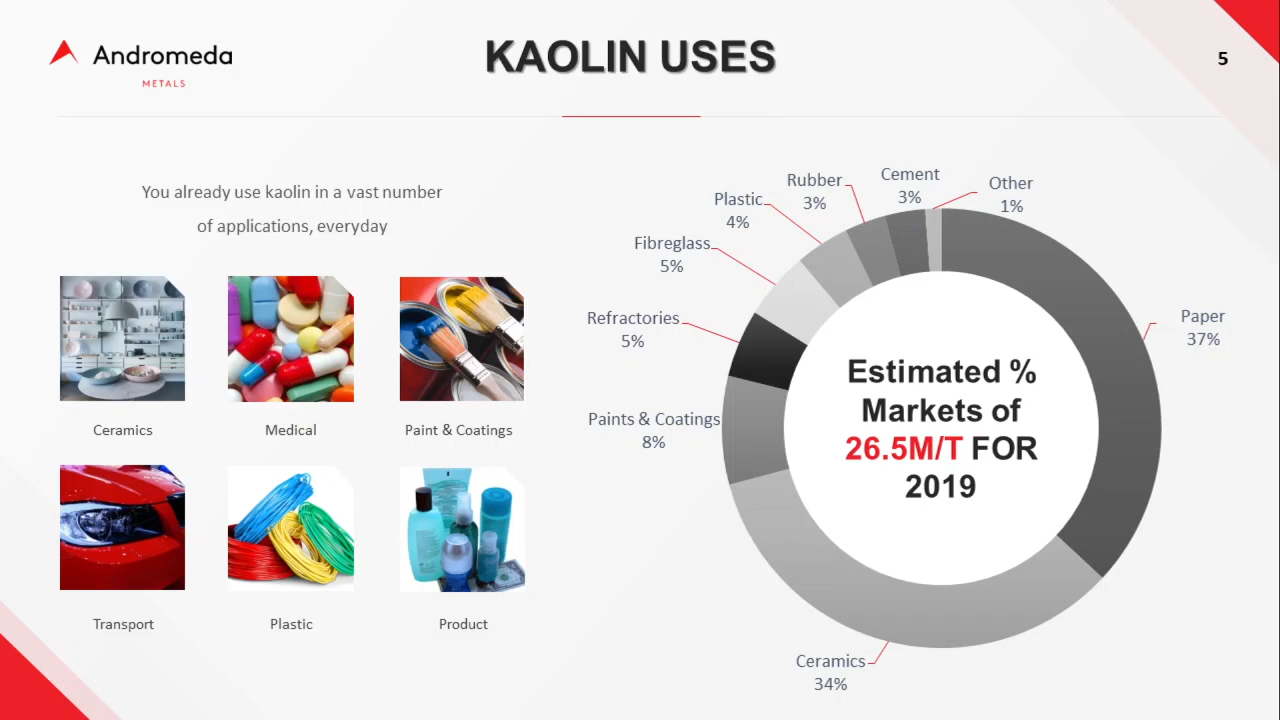 Andromeda
METALS
KAOLIN USES
5
You already use kaolin in a vast number
of applications, everyday
Ceramics
Medical
Paint & Coatings
Transport
Plastic
Product
Other
1%
Cement
3%
Rubber
3%
Plastic
4%
Fibreglass
5%
Refractories
5%
Paints & Coatings
8%
Ceramics
34%
Paper
37%
Estimated %
Markets of
26.5M/T FOR
2019